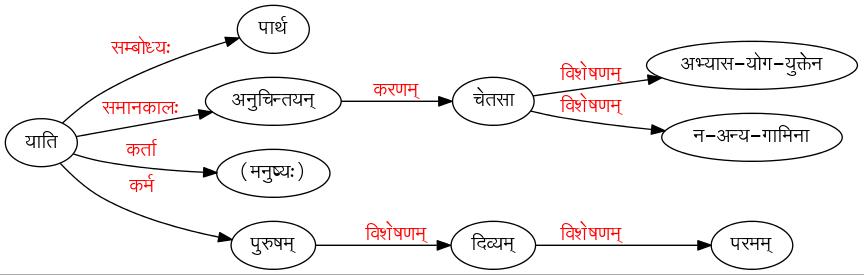 पार्थ
सम्बोध्यः
अभ्यास-योग-युक्तेन
विशेषणम्
करणम्
समानकालः
अनुचिन्तयन्
चेतसा
विशेषणम्
न-अन्य-गामिना
याति
कर्ता
(मनुष्यः)
कर्म
पुरुषम्
विशेषणम्
दिव्यम्
विशेषणम्
परमम्